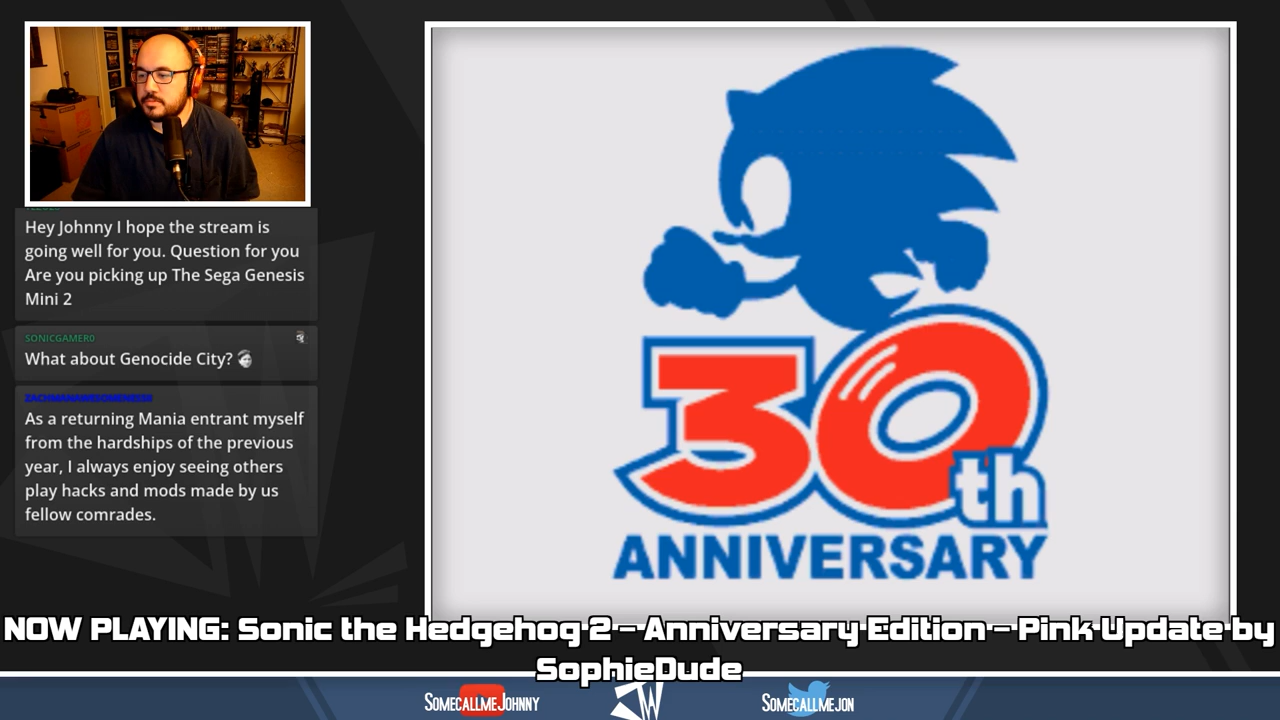 Hey Johnny I hope the stream is
going well for you. Question for you
Are you picking up The Sega Genesis
Mini 2
SONICGAMER0
What about Genocide City?
As a returning Mania entrant myself
from the hardships of the previous
year, I always enjoy seeing others
play hacks and mods made by us
fellow comrades.
30th
ANNIVERSARY
NOW PLAYING: Sonic the Hedgehog 2 - Anniversary Edition - Pink Update by
SophieDude
SOMECALLMEJOHNNY
SOMECALLMEJON